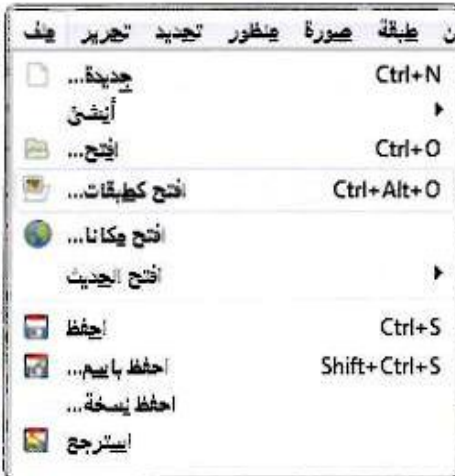 ملف تحرير تحديد منظور صورة طبقة
جديدة... Ctrl+N
أنشئ
افتح... Ctrl+O
افتح كطبقات... Ctrl+Alt+O
افتح مكانا...
افتح الحديث
احفظ Ctrl+S
احفظ باسم... Shift+Ctrl+S
احفظ نسخة...
استرجع